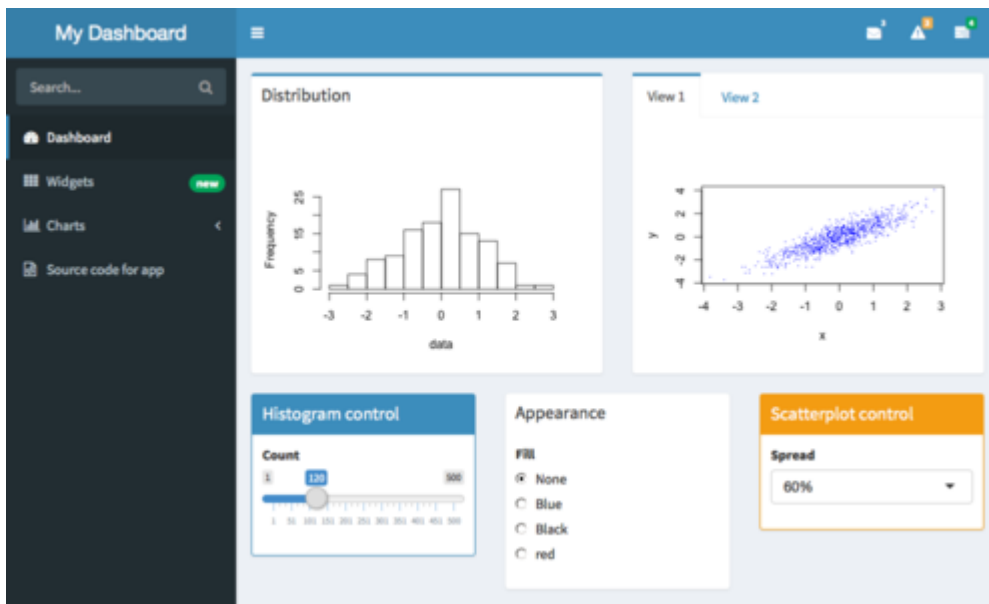 My Dashboard
Search...
Dashboard
Widgets new
Charts
Source code for app
Distribution
Frequency
0 5 15 25
-3 -2 -1 0 1 2 3
data
View 1 View 2
y
-4 -2 0 2 4
-4 -3 -2 -1 0 1 2 3
x
Histogram control
Count
1 120 500
1 51 101 151 201 251 301 351 401 451 500
Appearance
Fill
None
Blue
Black
red
Scatterplot control
Spread
60%